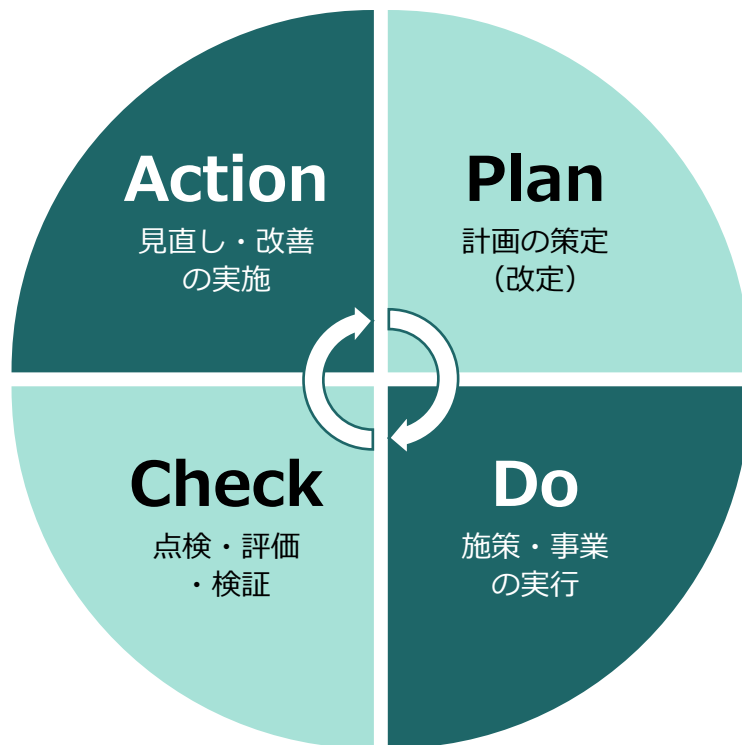 Action
見直し・改善
の実施
Plan
計画の策定
（改定）
Check
点検・評価
・検証
Do
施策・事業
の実行